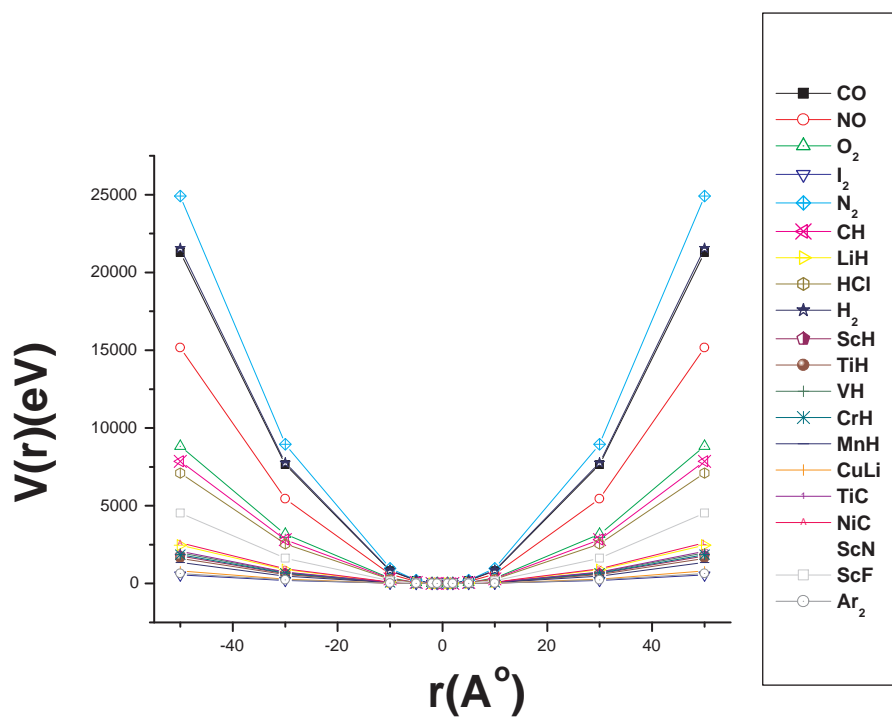 25000
20000
15000
10000
5000
0
-40
-20
0
20
40
V(r)(eV)
r(A°)
CO
NO
O₂
I₂
N₂
CH
LiH
HCl
H₂
ScH
TiH
VH
CrH
MnH
CuLi
TiC
NiC
ScN
ScF
Ar₂